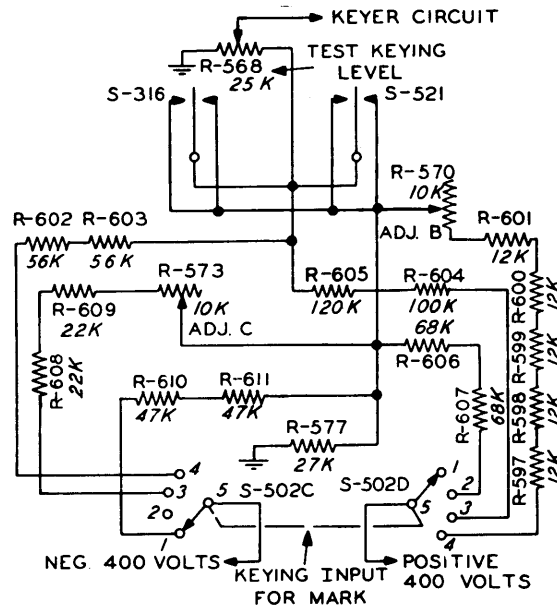 KEYER CIRCUIT
R-568
25 K
TEST KEYING
LEVEL
S-316
S-521
R-570
10K
ADJ. B
R-601
12K
R-602
56K
R-603
56K
R-573
10K
ADJ. C
R-605
120K
R-604
100K
R-600
12K
R-599
12K
R-598
12K
R-597
12K
R-609
22K
R-608
22K
68K
R-606
R-607
68K
R-610
47K
R-611
47K
R-577
27K
4
3
2
1
5
S-502C
S-502D
1
2
3
4
5
NEG. 400 VOLTS
KEYING INPUT
FOR MARK
POSITIVE
400 VOLTS